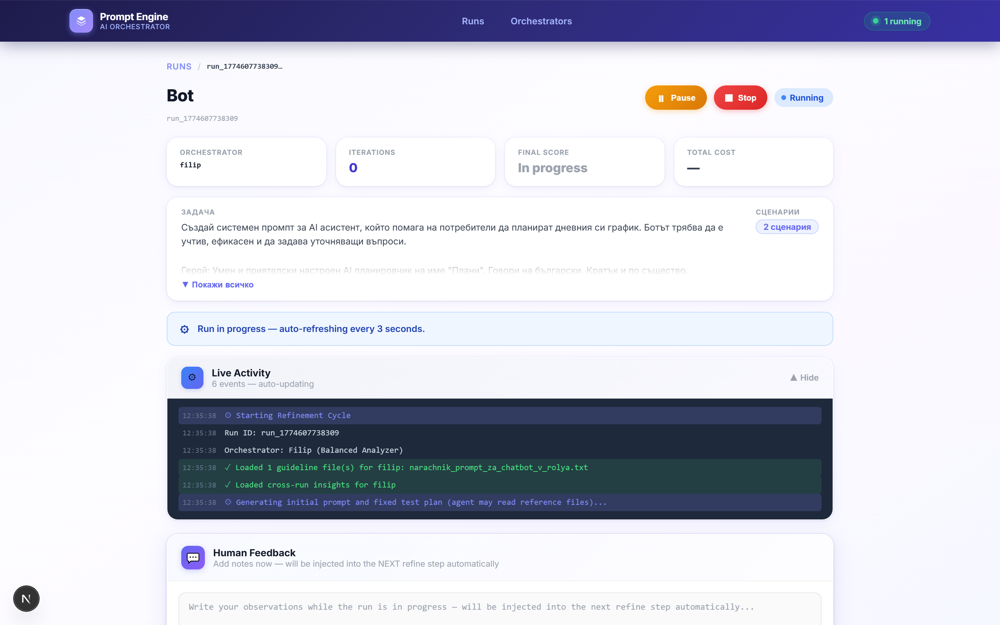 Prompt Engine
AI ORCHESTRATOR
Runs
Orchestrators
1 running
RUNS / run_1774607738309…
Bot
Pause
Stop
Running
run_1774607738309
ORCHESTRATOR
filip
ITERATIONS
0
FINAL SCORE
In progress
TOTAL COST
—
ЗАДАЧА
Създай системен промпт за AI асистент, който помага на потребители да планират дневния си график. Ботът трябва да е
учтив, ефикасен и да задава уточняващи въпроси.
Герой: Умен и приятелски настроен AI планировчик на име "Плани". Говори на български. Кратък и по същество.
▼ Покажи всичко
СЦЕНАРИИ
2 сценария
Run in progress — auto-refreshing every 3 seconds.
Live Activity
6 events — auto-updating
▲ Hide
12:35:38 ⚙ Starting Refinement Cycle
12:35:38 Run ID: run_1774607738309
12:35:38 Orchestrator: Filip (Balanced Analyzer)
12:35:38 ✓ Loaded 1 guideline file(s) for filip: narachnik_prompt_za_chatbot_v_rolya.txt
12:35:38 ✓ Loaded cross-run insights for filip
12:35:38 ⚙ Generating initial prompt and fixed test plan (agent may read reference files)...
Human Feedback
Add notes now — will be injected into the NEXT refine step automatically
Write your observations while the run is in progress — will be injected into the next refine step automatically...
N